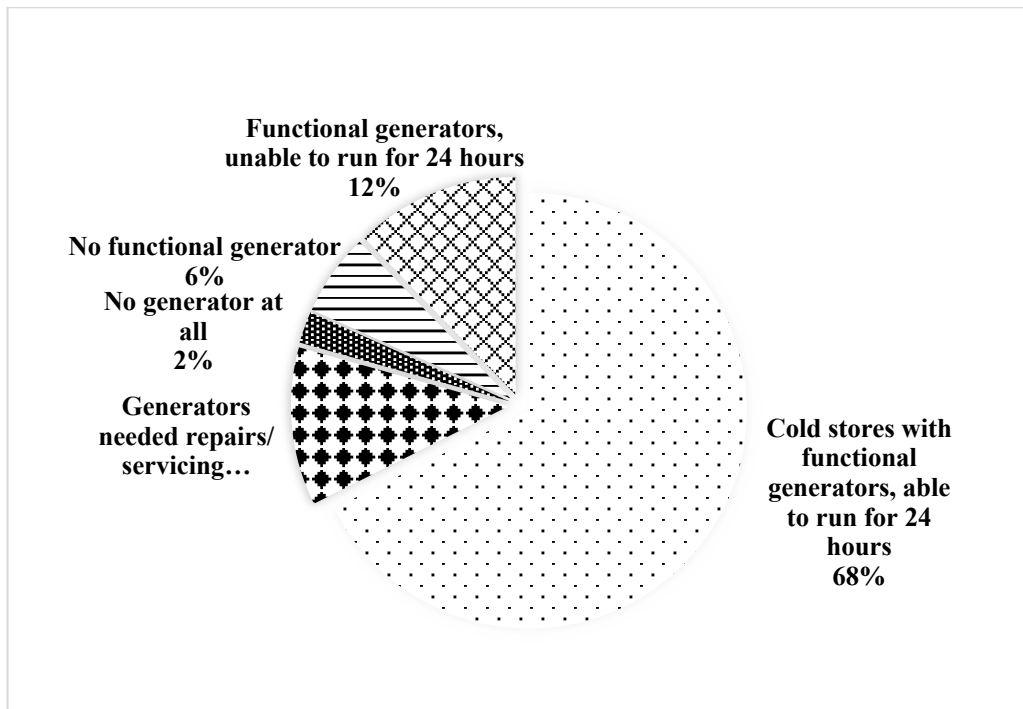 Functional generators,
unable to run for 24 hours
12%
No functional generator
6%
No generator at
all
2%
Generators
needed repairs/
servicing…
Cold stores with
functional
generators, able
to run for 24
hours
68%